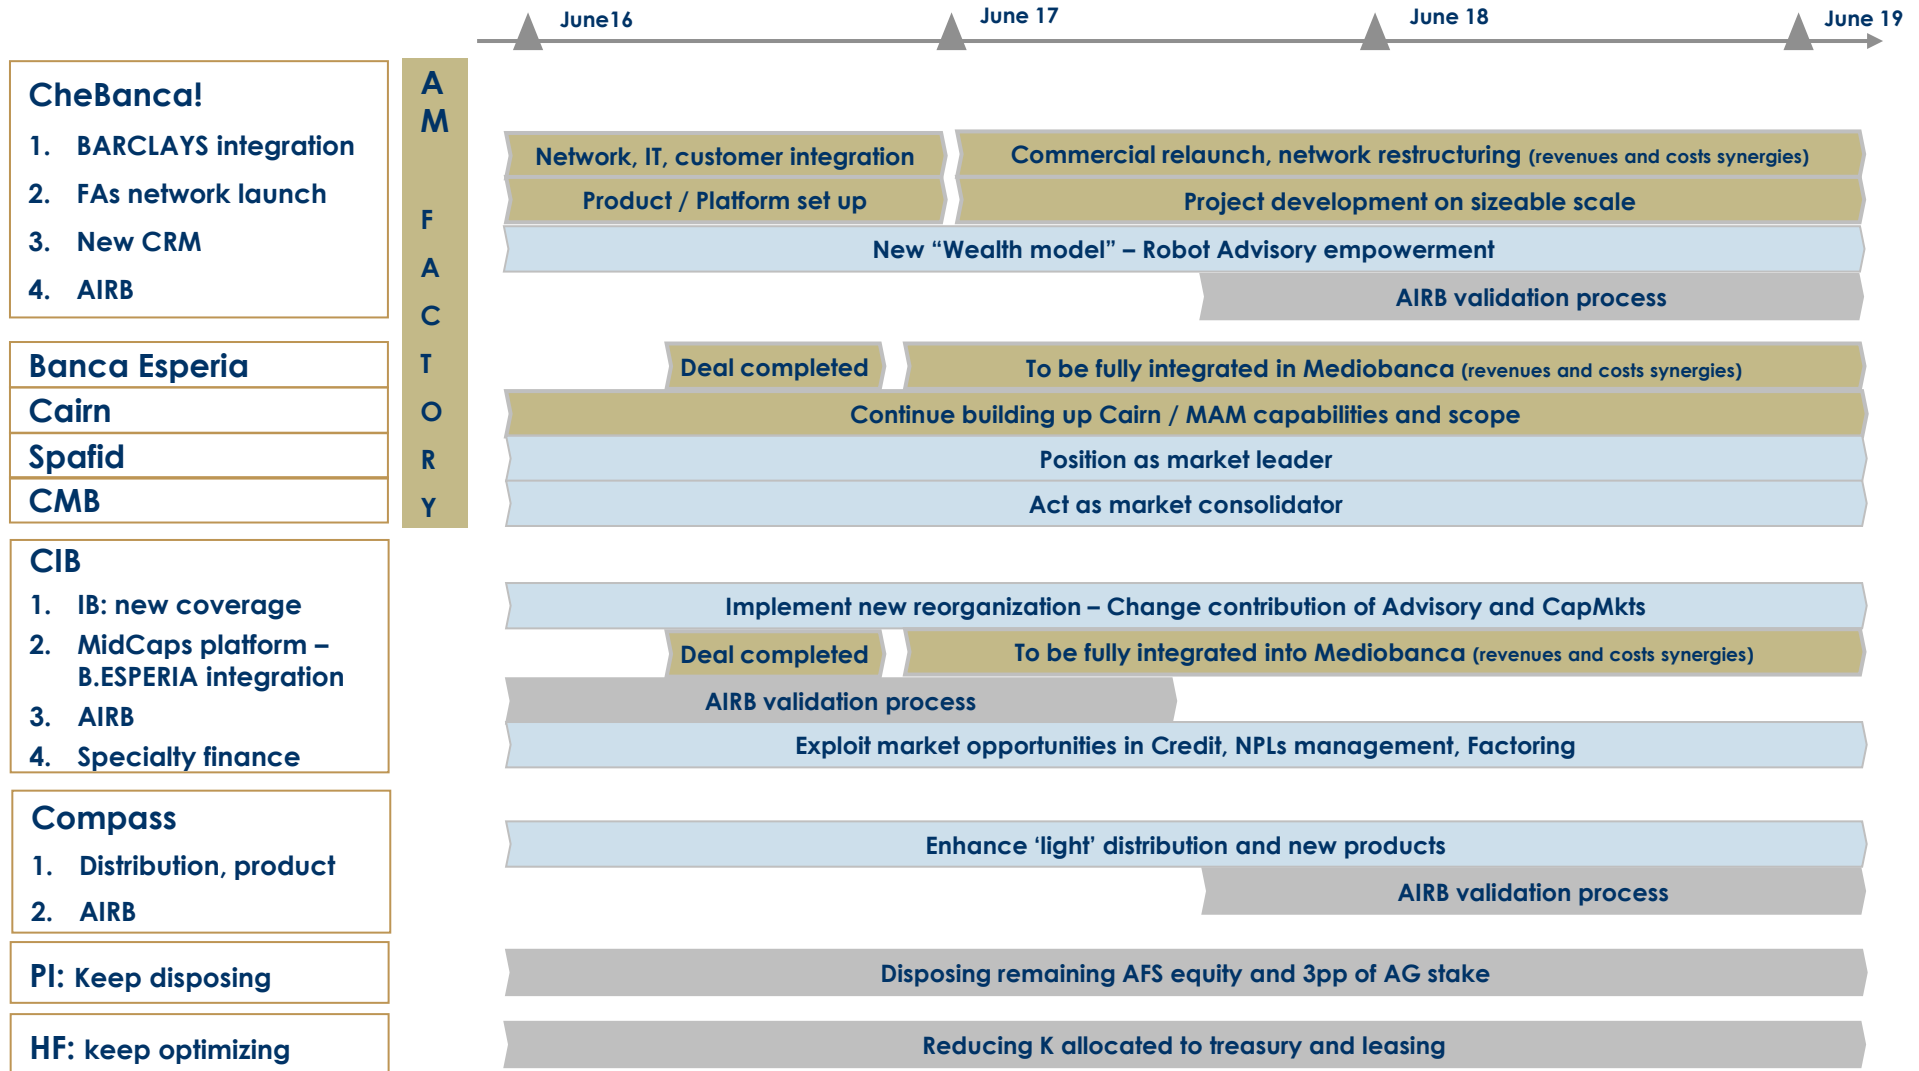 June16
June 17
June 18
June 19
CheBanca!
1. BARCLAYS integration
2. FAs network launch
3. New CRM
4. AIRB
A
M
F
A
C
T
O
R
Y
Network, IT, customer integration
Commercial relaunch, network restructuring (revenues and costs synergies)
Product / Platform set up
Project development on sizeable scale
New “Wealth model” – Robot Advisory empowerment
AIRB validation process
Banca Esperia
Deal completed
To be fully integrated in Mediobanca (revenues and costs synergies)
Cairn
Continue building up Cairn / MAM capabilities and scope
Spafid
Position as market leader
CMB
Act as market consolidator
CIB
1. IB: new coverage
2. MidCaps platform –
B.ESPERIA integration
3. AIRB
4. Specialty finance
Implement new reorganization – Change contribution of Advisory and CapMkts
Deal completed
To be fully integrated into Mediobanca (revenues and costs synergies)
AIRB validation process
Exploit market opportunities in Credit, NPLs management, Factoring
Compass
1. Distribution, product
2. AIRB
Enhance ‘light’ distribution and new products
AIRB validation process
PI: Keep disposing
Disposing remaining AFS equity and 3pp of AG stake
HF: keep optimizing
Reducing K allocated to treasury and leasing